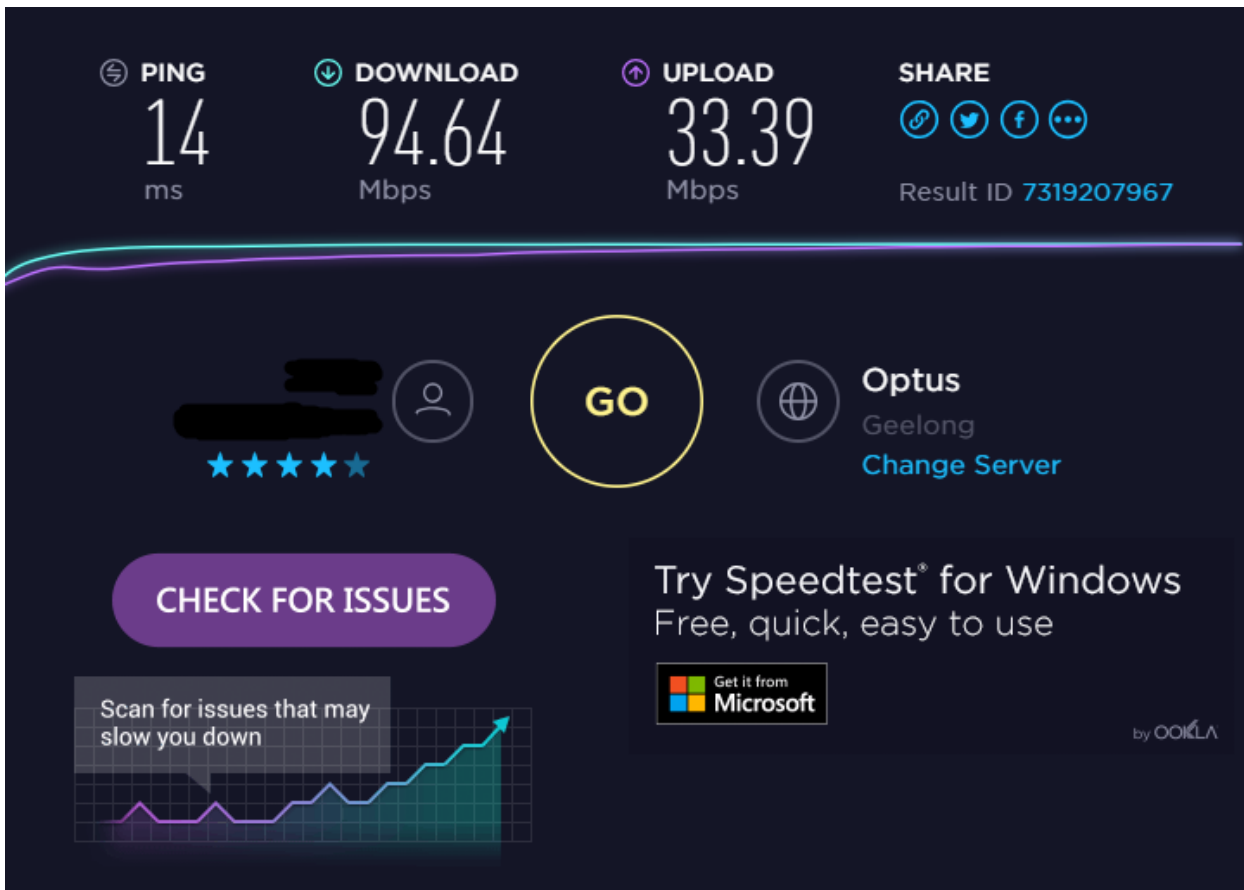 PING
14
ms
DOWNLOAD
94.64
Mbps
UPLOAD
33.39
Mbps
SHARE
Result ID 7319207967
GO
Optus
Geelong
Change Server
CHECK FOR ISSUES
Scan for issues that may
slow you down
Try Speedtest® for Windows
Free, quick, easy to use
Get it from
Microsoft
by OOKLA